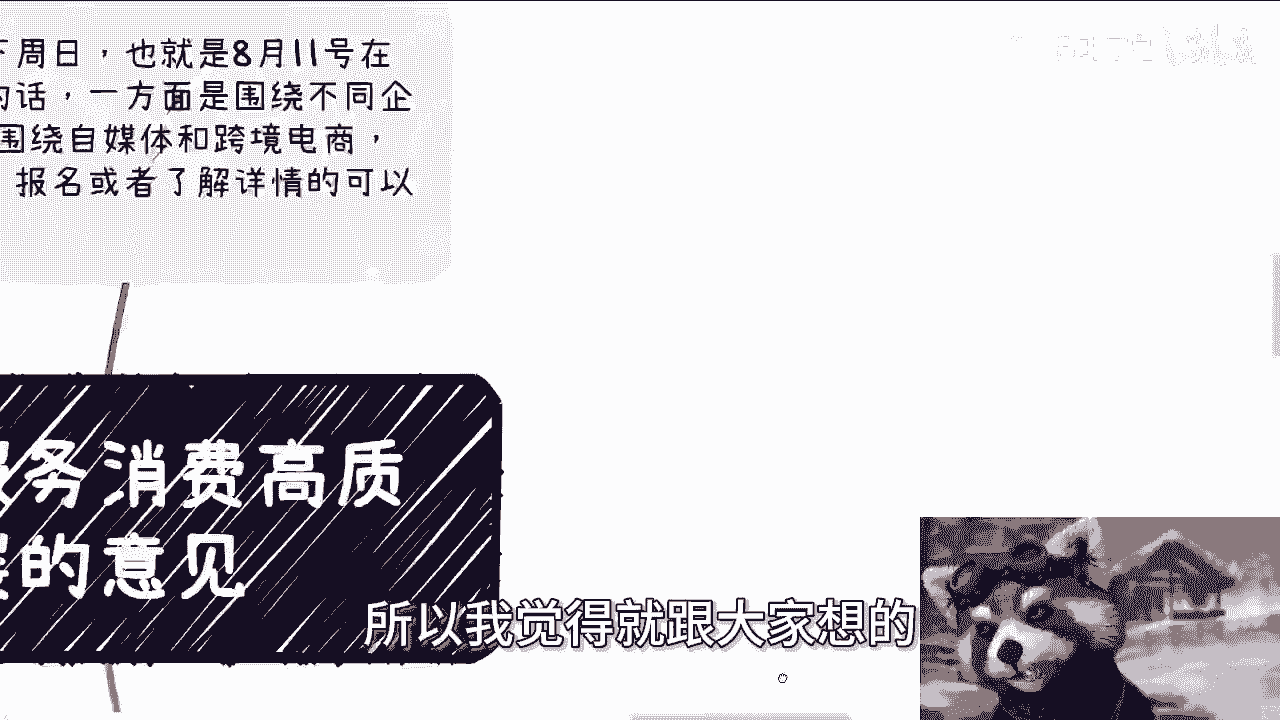 下周日，也就是8月11号在
的话，一方面是围绕不同企
围绕自媒体和跨境电商，
报名或者了解详情的可以
服务消费高质
展的意见
所以我觉得就跟大家想的